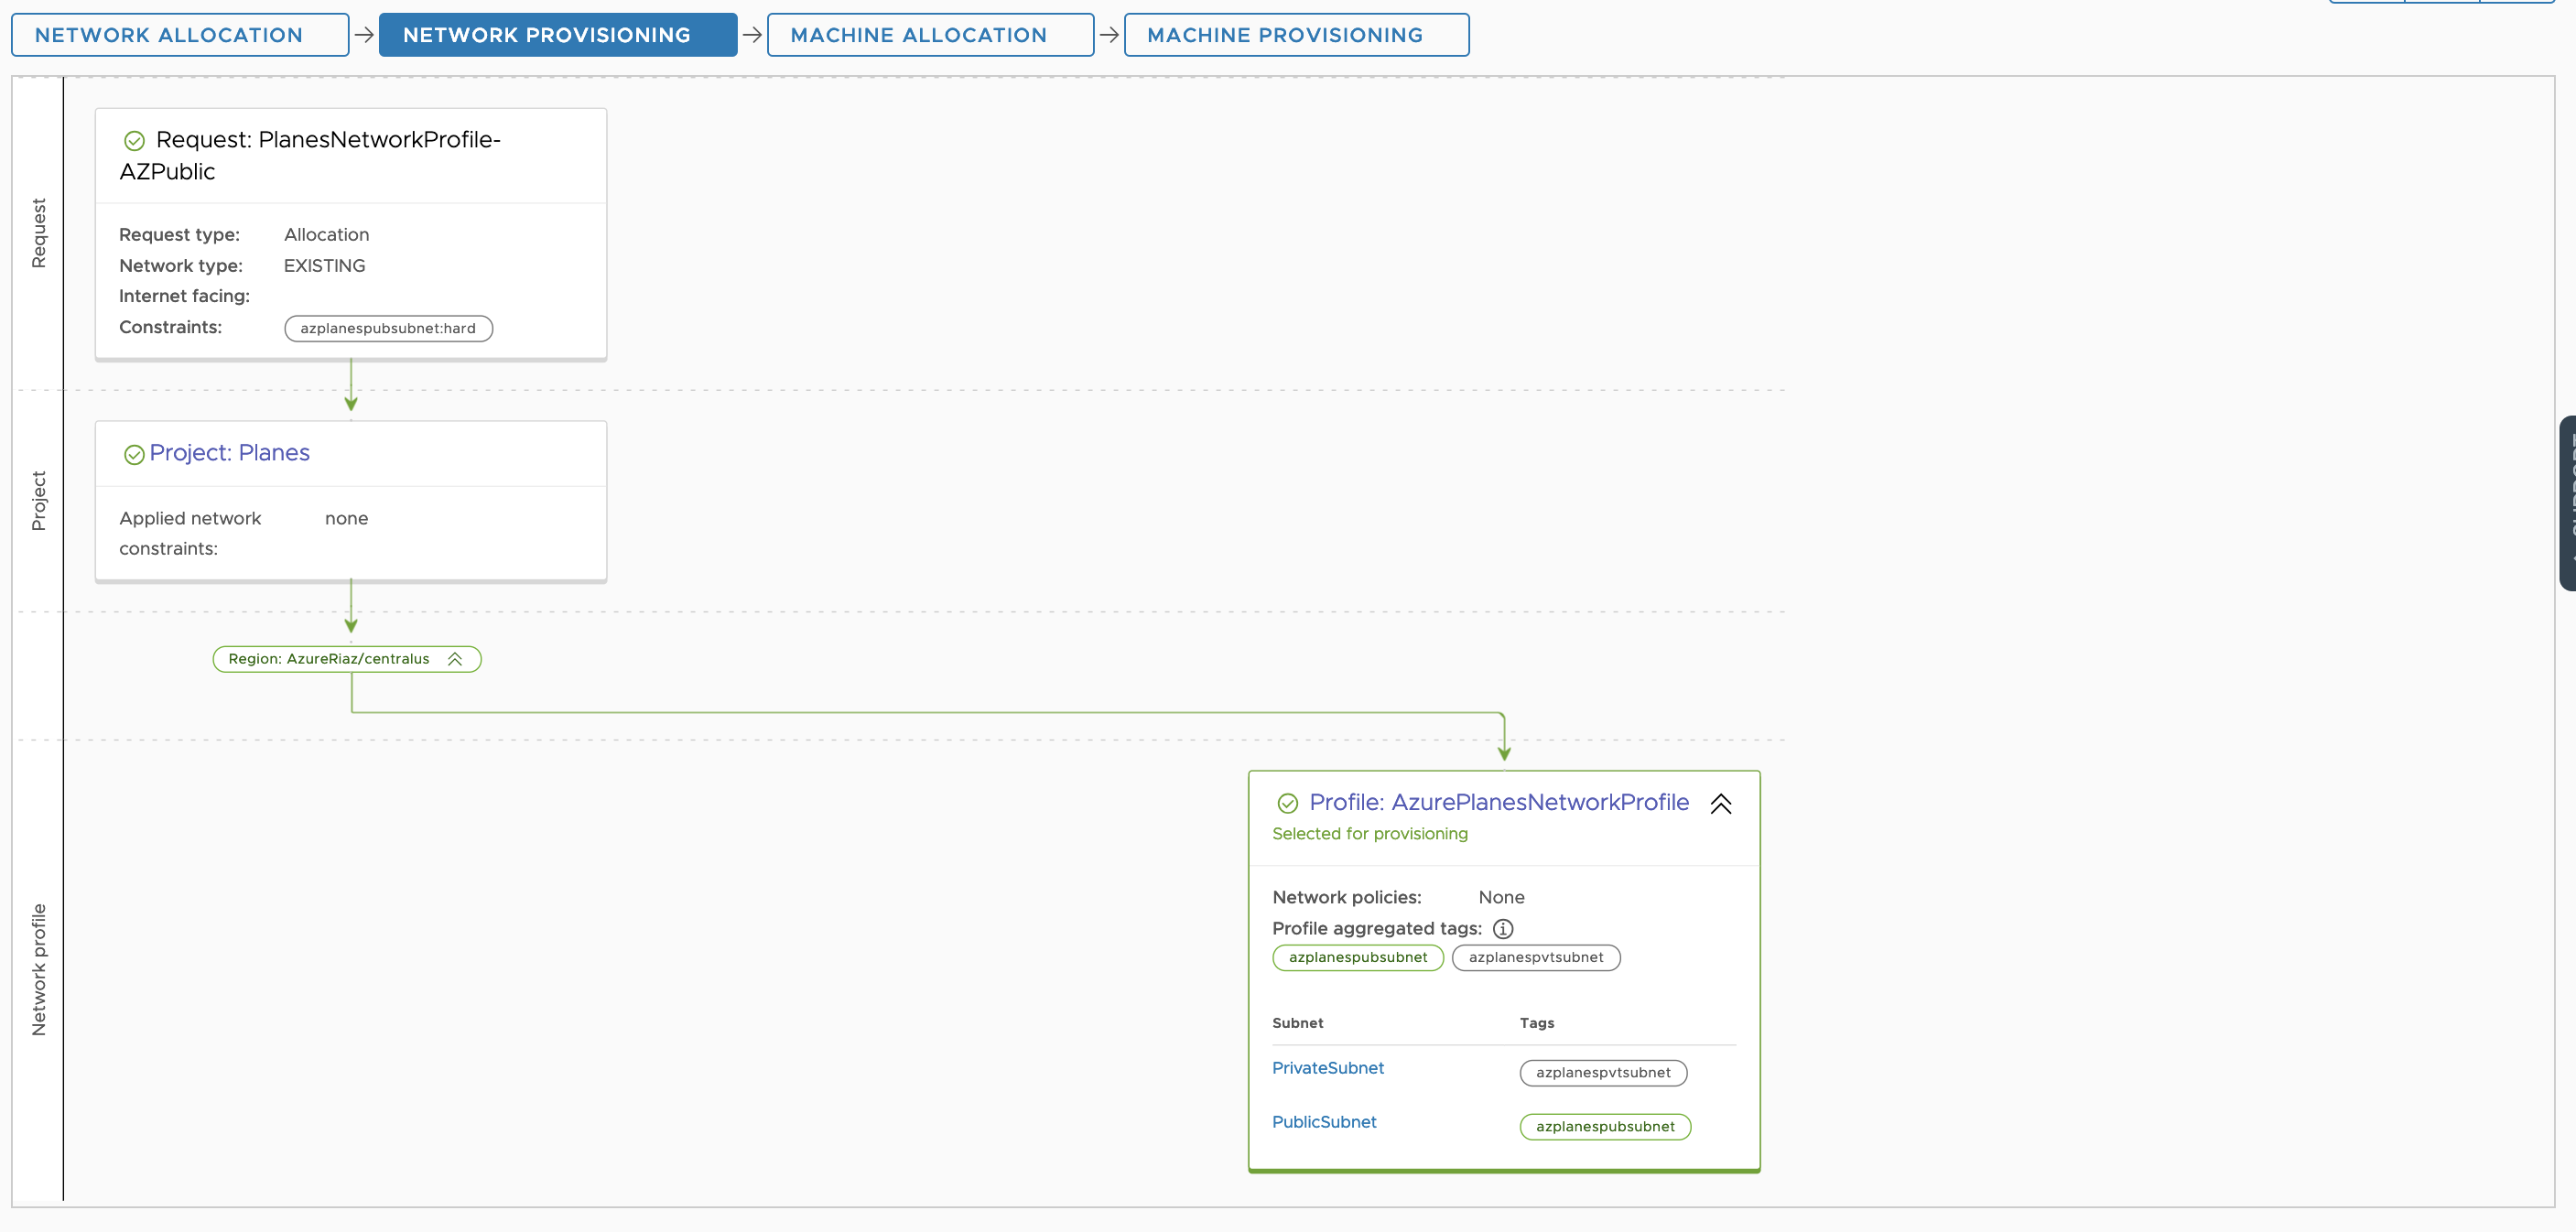 NETWORK ALLOCATION
NETWORK PROVISIONING
MACHINE ALLOCATION
MACHINE PROVISIONING
Request
Request: PlanesNetworkProfile-
AZPublic
Request type: Allocation
Network type: EXISTING
Internet facing:
Constraints: azplanespubsubnet:hard
Project
Project: Planes
Applied network none
constraints:
Region: AzureRiaz/centralus
Network profile
Profile: AzurePlanesNetworkProfile
Selected for provisioning
Network policies: None
Profile aggregated tags:
azplanespubsubnet azplanespvtsubnet
Subnet Tags
PrivateSubnet azplanespvtsubnet
PublicSubnet azplanespubsubnet